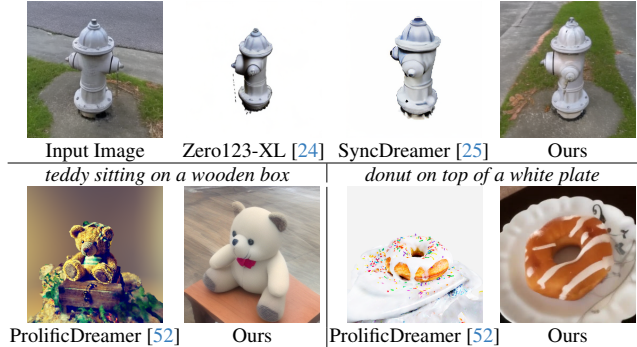 Input Image Zero123-XL [24] SyncDreamer [25] Ours
teddy sitting on a wooden box donut on top of a white plate
ProlificDreamer [52] Ours ProlificDreamer [52] Ours